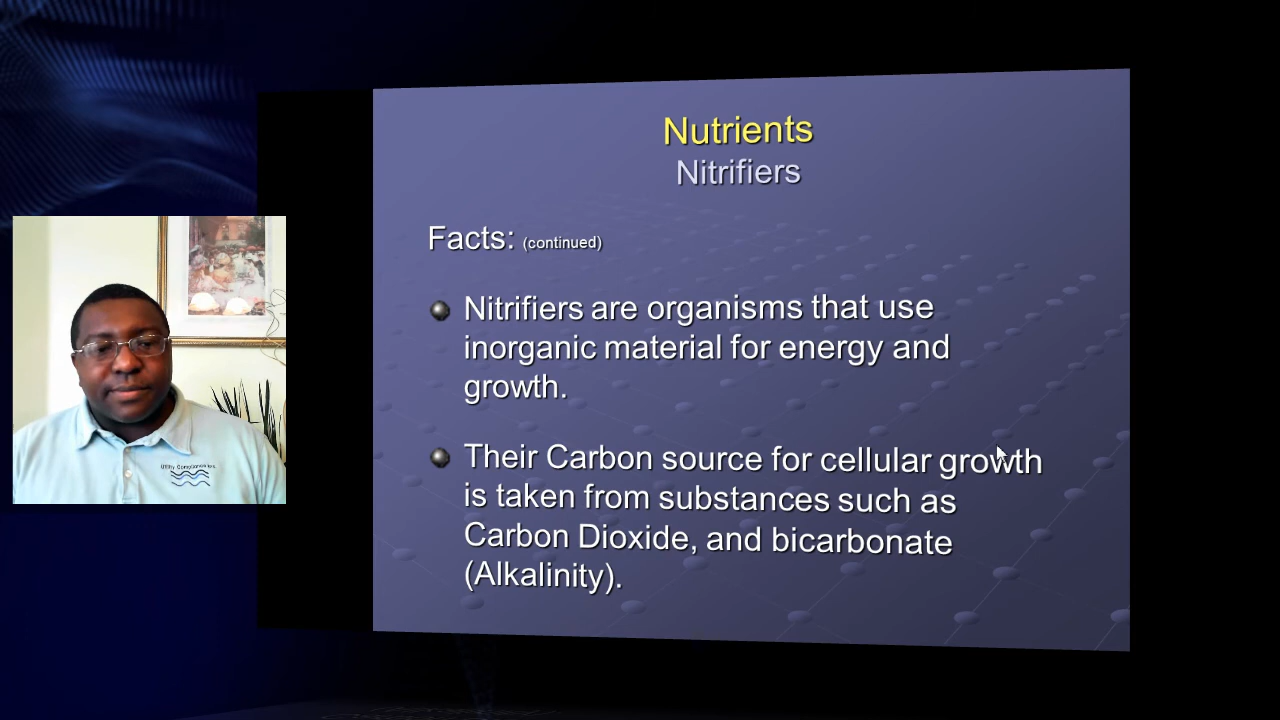 Nutrients
Nitrifiers
Facts: (continued)
Nitrifiers are organisms that use
inorganic material for energy and
growth.
Their Carbon source for cellular growth
is taken from substances such as
Carbon Dioxide, and bicarbonate
(Alkalinity).